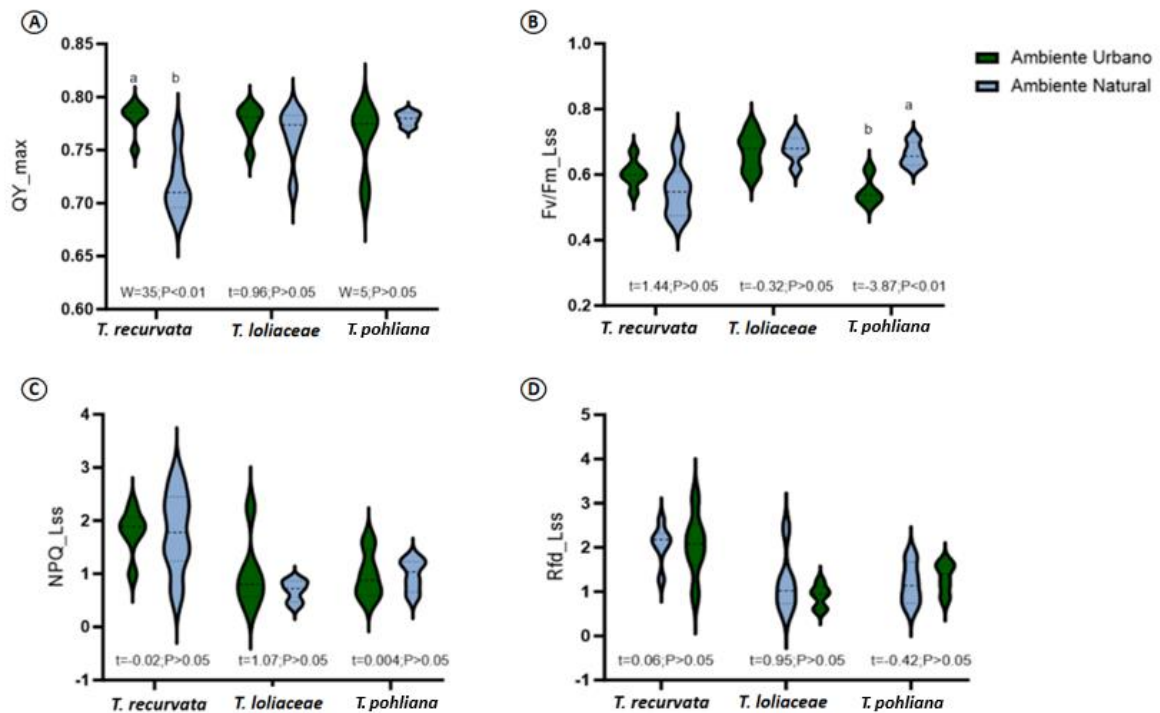 A
QY_max
0.85
0.80
0.75
0.70
0.65
0.60
a
b
W=35;P<0.01
t=0.96;P>0.05
W=5;P>0.05
T. recurvata
T. loliaceae
T. pohliana
B
Fv/Fm_Lss
1.0
0.8
0.6
0.4
0.2
b
a
t=1.44;P>0.05
t=-0.32;P>0.05
t=-3.87;P<0.01
T. recurvata
T. loliaceae
T. pohliana
Ambiente Urbano
Ambiente Natural
C
NPQ_Lss
4
3
2
1
0
-1
t=-0.02;P>0.05
t=1.07;P>0.05
t=0.004;P>0.05
T. recurvata
T. loliaceae
T. pohliana
D
Rfd_Lss
5
4
3
2
1
0
-1
t=0.06;P>0.05
t=0.95;P>0.05
t=-0.42;P>0.05
T. recurvata
T. loliaceae
T. pohliana